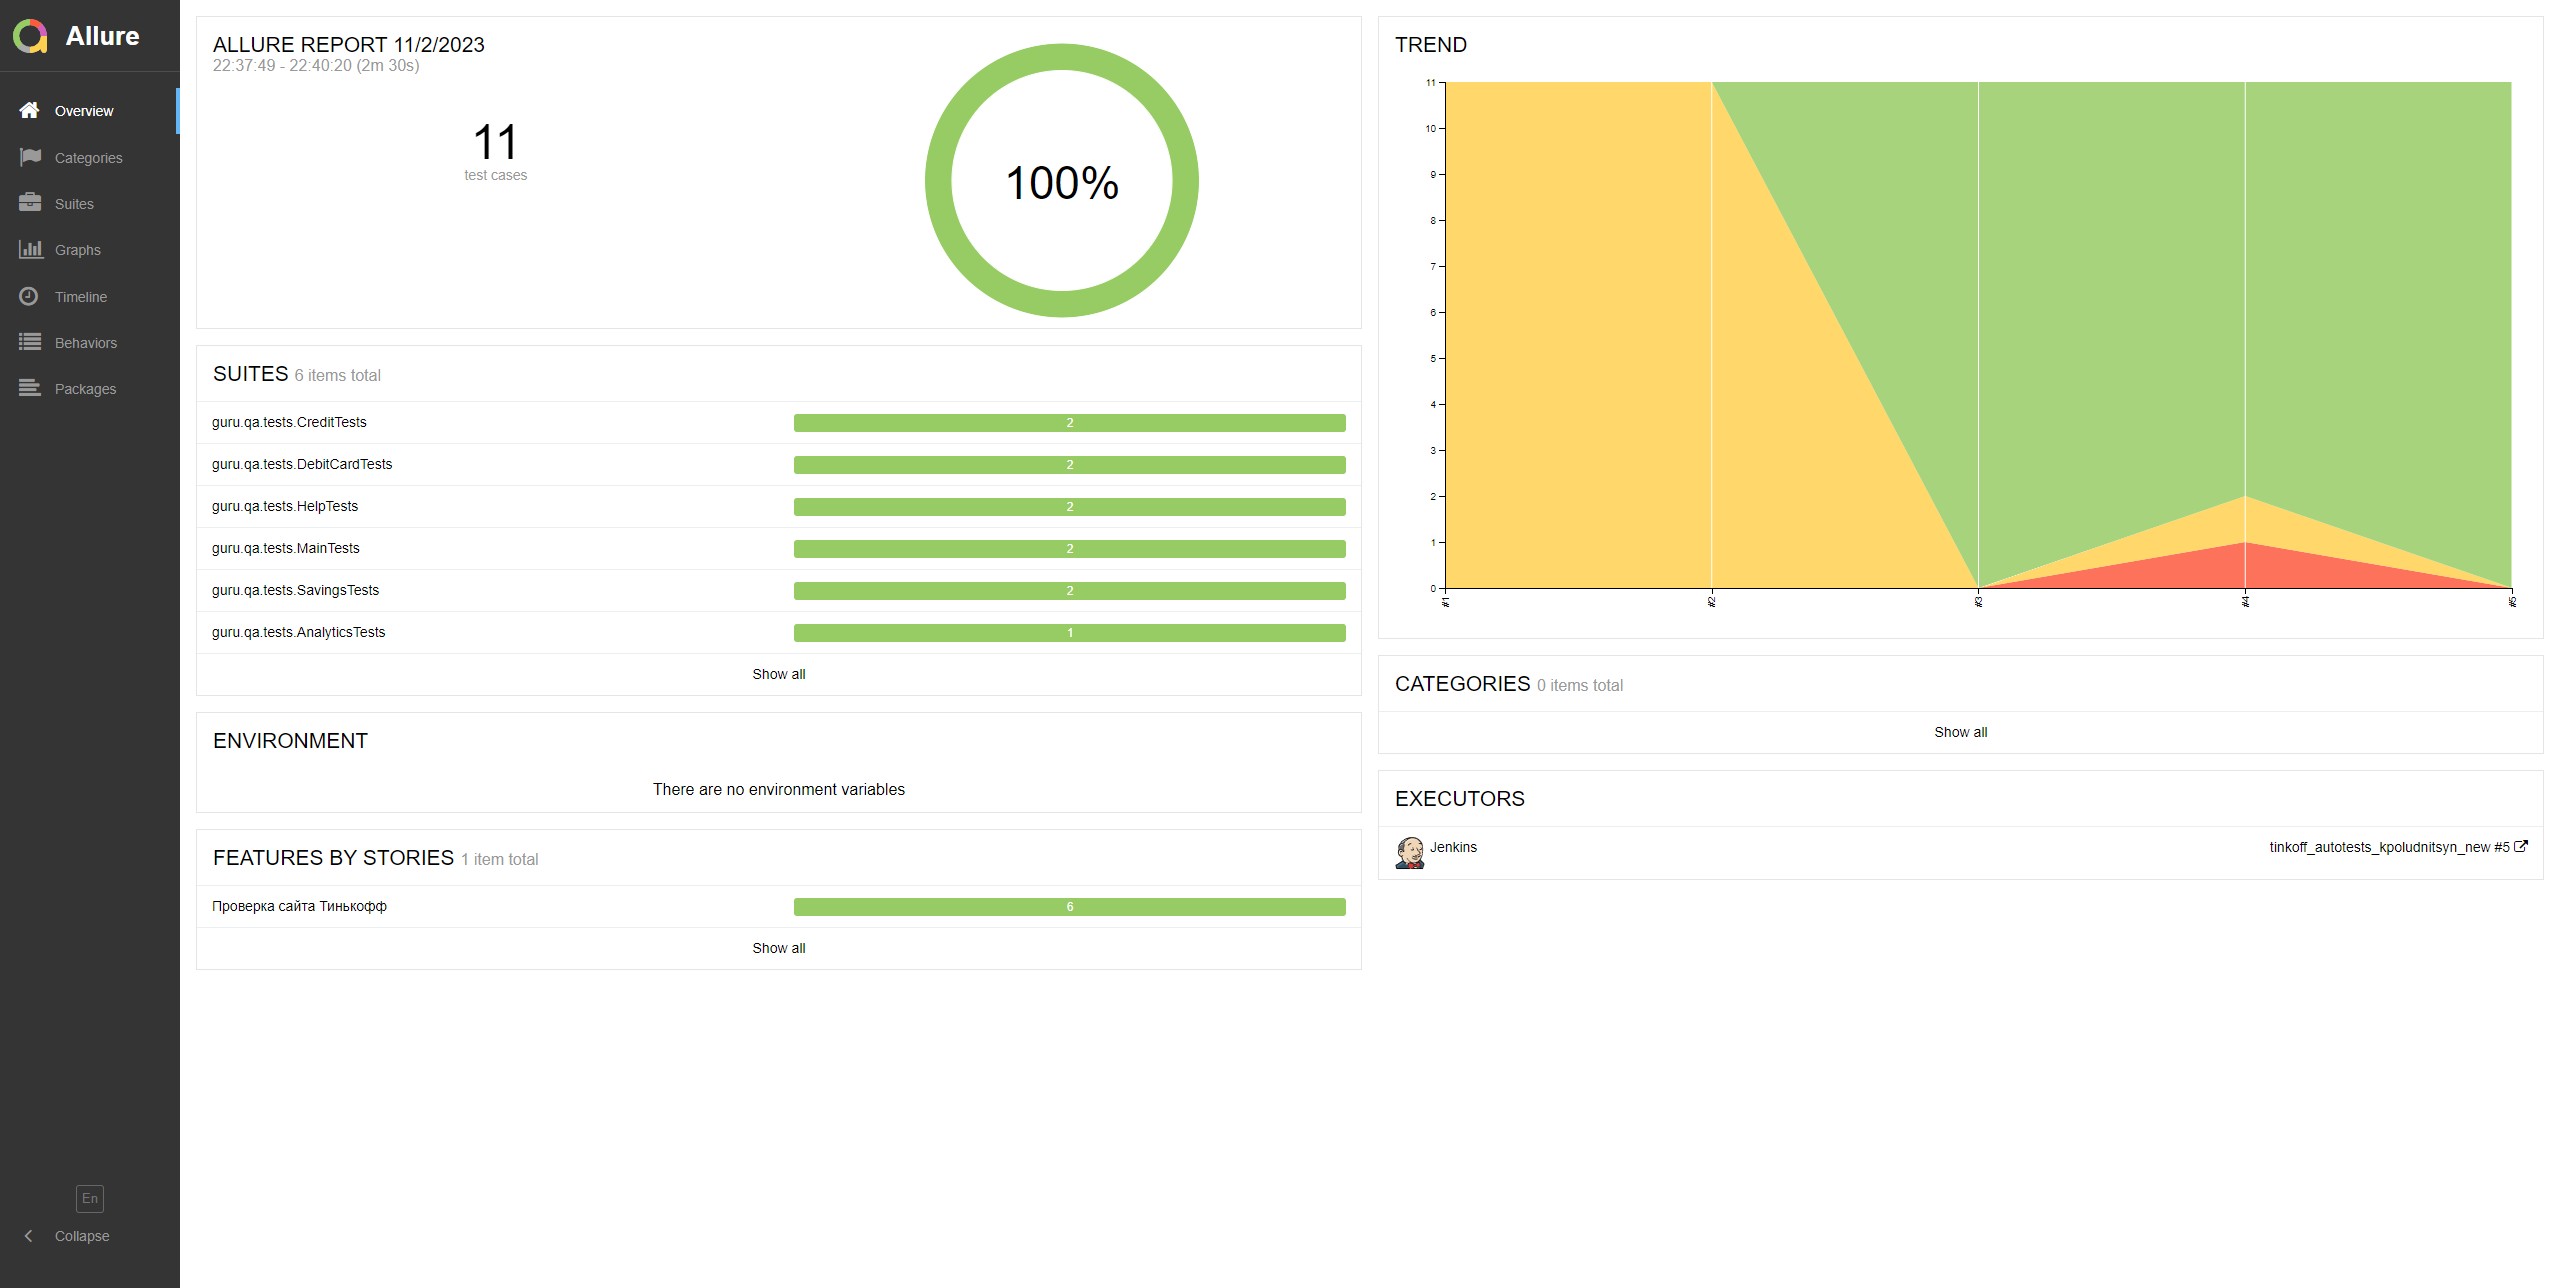 Allure
Overview
Categories
Suites
Graphs
Timeline
Behaviors
Packages
En
Collapse
ALLURE REPORT 11/2/2023
22:37:49 - 22:40:20 (2m 30s)
11
test cases
100%
SUITES 6 items total
guru.qa.tests.CreditTests 2
guru.qa.tests.DebitCardTests 2
guru.qa.tests.HelpTests 2
guru.qa.tests.MainTests 2
guru.qa.tests.SavingsTests 2
guru.qa.tests.AnalyticsTests 1
Show all
ENVIRONMENT
There are no environment variables
FEATURES BY STORIES 1 item total
Проверка сайта Тинькофф 6
Show all
TREND
11
10
9
8
7
6
5
4
3
2
1
0
#1 #2 #3 #4 #5
CATEGORIES 0 items total
Show all
EXECUTORS
Jenkins tinkoff_autotests_kpoludnitsyn_new #5